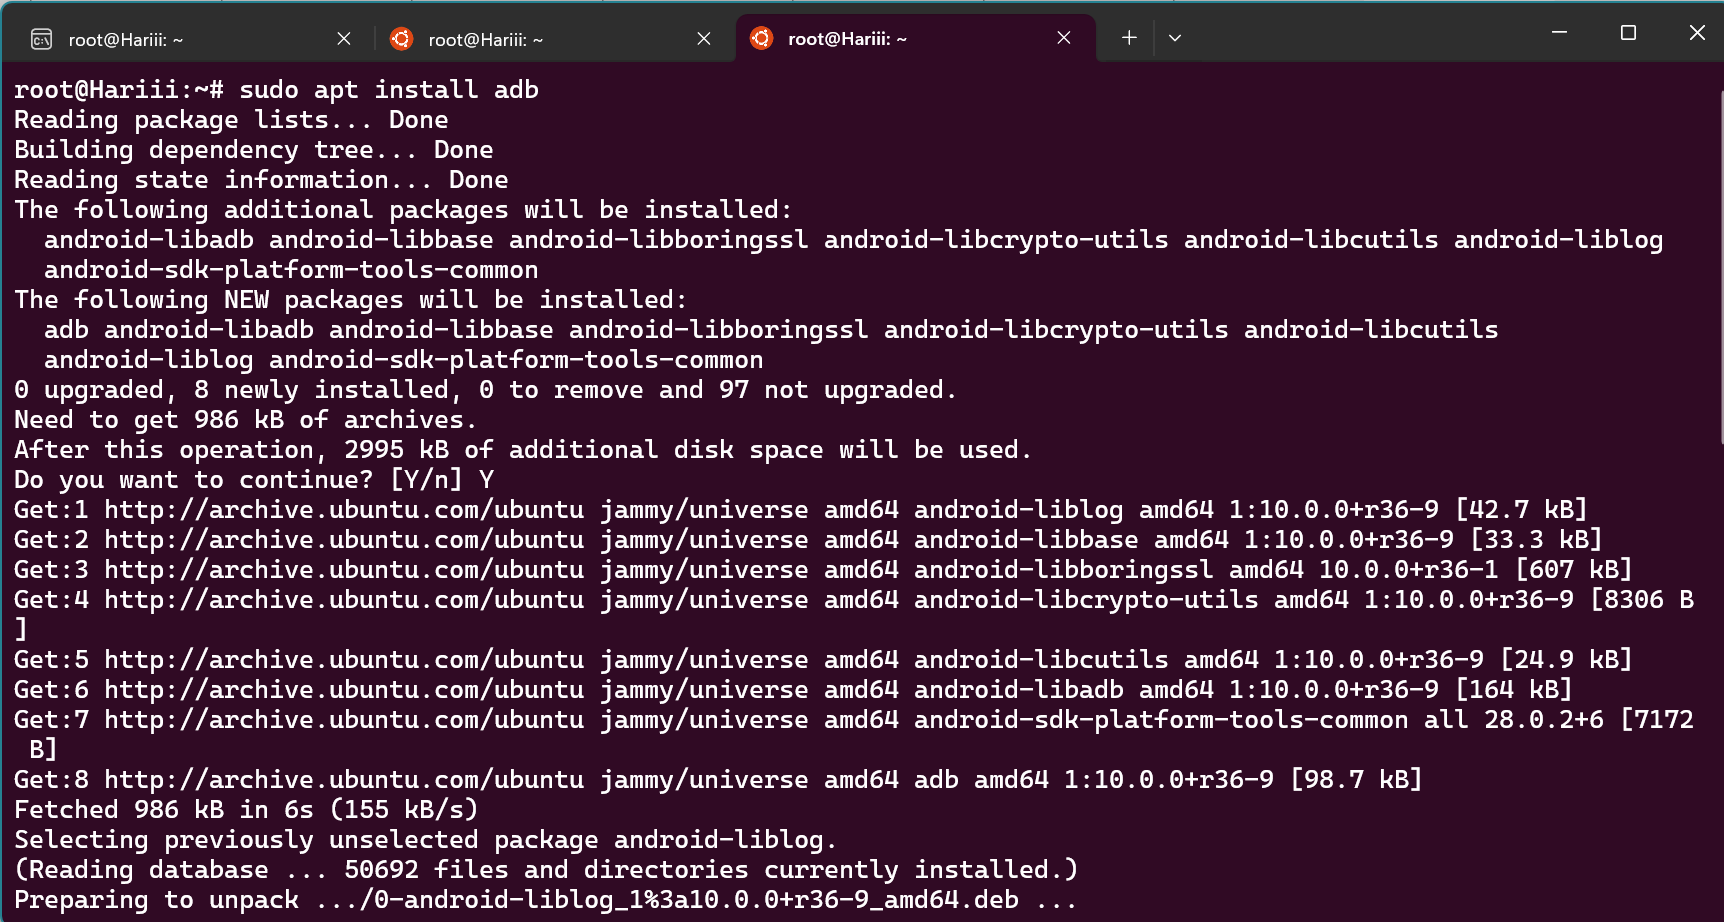 root@Hariii: ~
root@Hariii: ~
root@Hariii: ~
root@Hariii:~# sudo apt install adb
Reading package lists... Done
Building dependency tree... Done
Reading state information... Done
The following additional packages will be installed:
  android-libadb android-libbase android-libboringssl android-libcrypto-utils android-libcutils android-liblog
  android-sdk-platform-tools-common
The following NEW packages will be installed:
  adb android-libadb android-libbase android-libboringssl android-libcrypto-utils android-libcutils
  android-liblog android-sdk-platform-tools-common
0 upgraded, 8 newly installed, 0 to remove and 97 not upgraded.
Need to get 986 kB of archives.
After this operation, 2995 kB of additional disk space will be used.
Do you want to continue? [Y/n] Y
Get:1 http://archive.ubuntu.com/ubuntu jammy/universe amd64 android-liblog amd64 1:10.0.0+r36-9 [42.7 kB]
Get:2 http://archive.ubuntu.com/ubuntu jammy/universe amd64 android-libbase amd64 1:10.0.0+r36-9 [33.3 kB]
Get:3 http://archive.ubuntu.com/ubuntu jammy/universe amd64 android-libboringssl amd64 10.0.0+r36-1 [607 kB]
Get:4 http://archive.ubuntu.com/ubuntu jammy/universe amd64 android-libcrypto-utils amd64 1:10.0.0+r36-9 [8306 B
]
Get:5 http://archive.ubuntu.com/ubuntu jammy/universe amd64 android-libcutils amd64 1:10.0.0+r36-9 [24.9 kB]
Get:6 http://archive.ubuntu.com/ubuntu jammy/universe amd64 android-libadb amd64 1:10.0.0+r36-9 [164 kB]
Get:7 http://archive.ubuntu.com/ubuntu jammy/universe amd64 android-sdk-platform-tools-common all 28.0.2+6 [7172
 B]
Get:8 http://archive.ubuntu.com/ubuntu jammy/universe amd64 adb amd64 1:10.0.0+r36-9 [98.7 kB]
Fetched 986 kB in 6s (155 kB/s)
Selecting previously unselected package android-liblog.
(Reading database ... 50692 files and directories currently installed.)
Preparing to unpack .../0-android-liblog_1%3a10.0.0+r36-9_amd64.deb ...